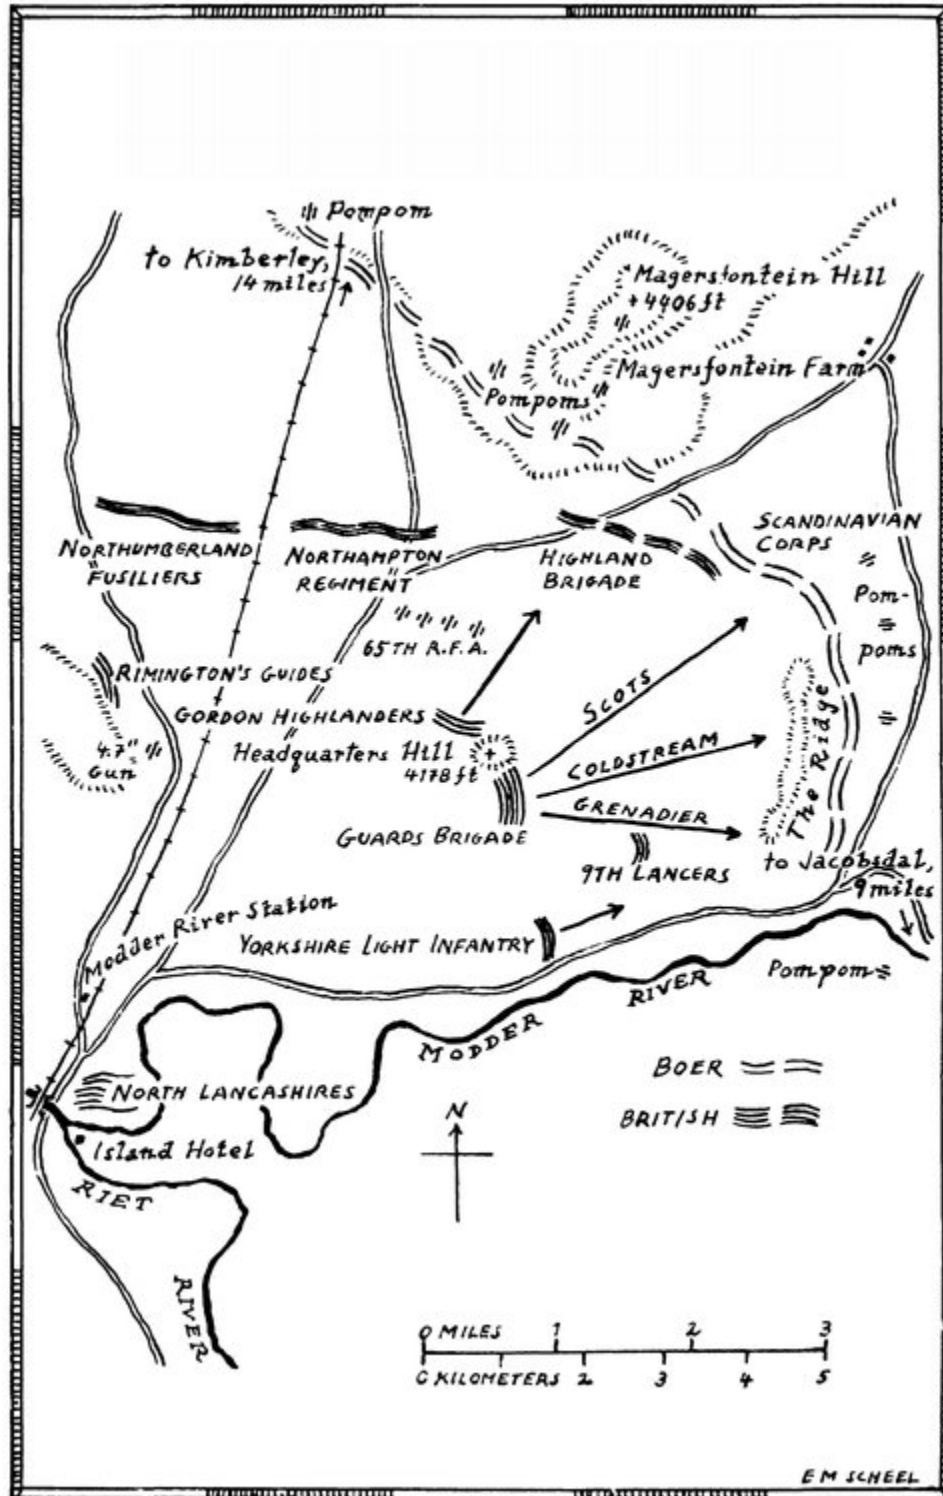 Pompom
to Kimberley,
14 miles
Magersfontein Hill
+4406 ft
Magersfontein Farm
Pompoms
NORTHUMBERLAND
FUSILIERS
NORTHAMPTON
REGIMENT
HIGHLAND
BRIGADE
SCANDINAVIAN
CORPS
Pom-
poms
65TH R.F.A.
RIMINGTON'S GUIDES
GORDON HIGHLANDERS
SCOTS
4.7"
Gun
Headquarters Hill
4178 ft
COLDSTREAM
The Ridge
GRENADIER
GUARDS BRIGADE
9TH LANCERS
to Jacobsdal,
9 miles
Modder River Station
YORKSHIRE LIGHT INFANTRY
Pompom
MODDER RIVER
BOER
NORTH LANCASHIRES
BRITISH
N
Island Hotel
RIET
RIVER
0 MILES 1 2 3
0 KILOMETERS 2 3 4 5
E M SCHEEL